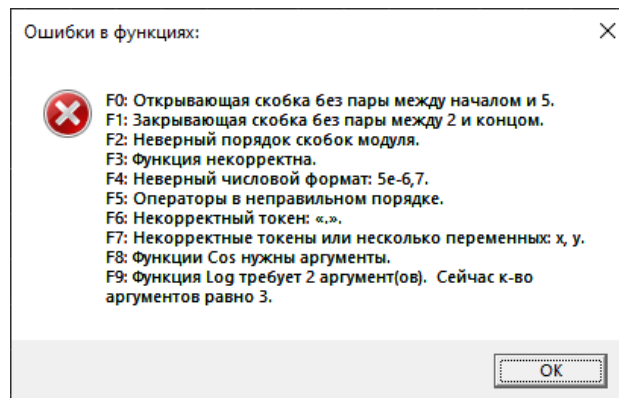 Ошибки в функциях:
F0: Открывающая скобка без пары между началом и 5.
F1: Закрывающая скобка без пары между 2 и концом.
F2: Неверный порядок скобок модуля.
F3: Функция некорректна.
F4: Неверный числовой формат: 5e-6,7.
F5: Операторы в неправильном порядке.
F6: Некорректный токен: «.».
F7: Некорректные токены или несколько переменных: x, y.
F8: Функции Cos нужны аргументы.
F9: Функция Log требует 2 аргумент(ов).  Сейчас к-во
аргументов равно 3.
OK